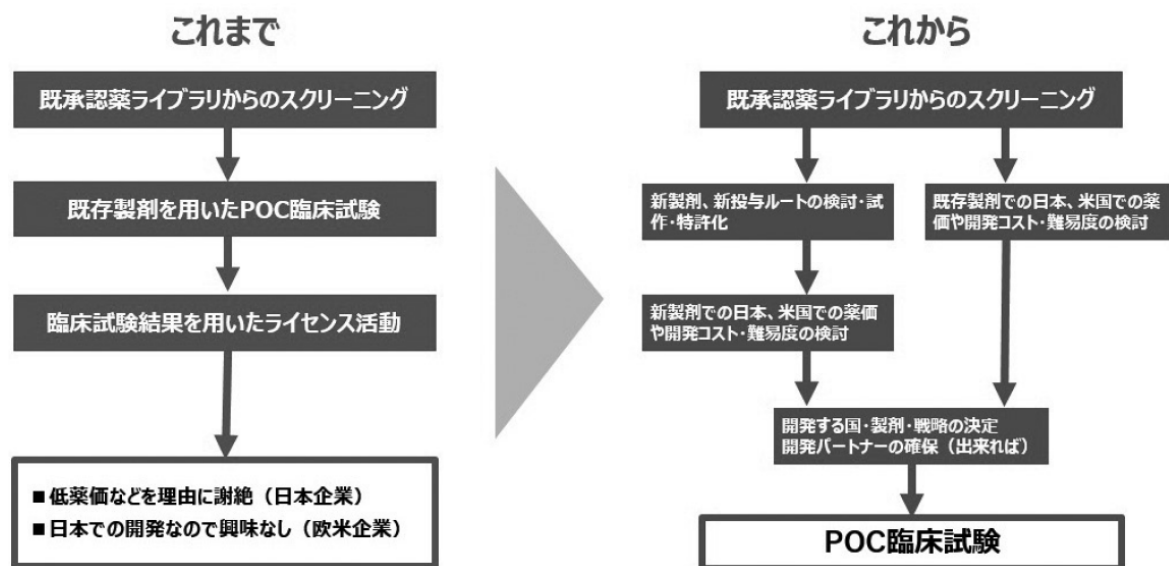 これまで
既承認薬ライブラリからのスクリーニング
既存製剤を用いたPOC臨床試験
臨床試験結果を用いたライセンス活動
■低薬価などを理由に謝絶（日本企業）
■日本での開発なので興味なし（欧米企業）
これから
既承認薬ライブラリからのスクリーニング
新製剤、新投与ルートの検討・試
作・特許化
既存製剤での日本、米国での薬
価や開発コスト・難易度の検討
新製剤での日本、米国での薬価
や開発コスト・難易度の検討
開発する国・製剤・戦略の決定
開発パートナーの確保（出来れば）
POC臨床試験